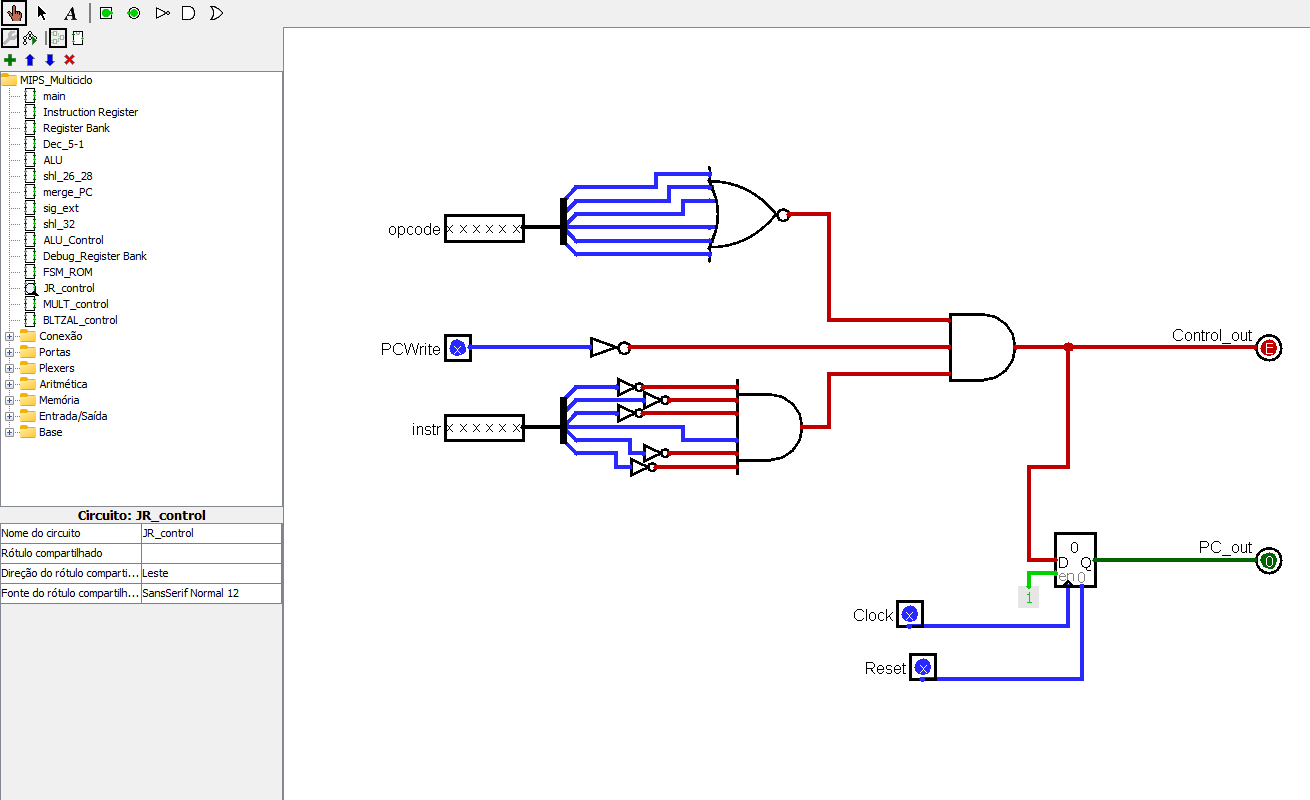 A
MIPS_Multiciclo
main
Instruction Register
Register Bank
Dec_5-1
ALU
shl_26_28
merge_PC
sig_ext
shl_32
ALU_Control
Debug_Register Bank
FSM_ROM
JR_control
MULT_control
BLTZAL_control
Conexão
Portas
Plexers
Aritmética
Memória
Entrada/Saída
Base
Circuito: JR_control
Nome do circuito JR_control
Rótulo compartilhado
Direção do rótulo comparti... Leste
Fonte do rótulo compartilh... SansSerif Normal 12
opcode x x x x x x
PCWrite x
instr x x x x x x
Control_out E
0
D Q
en 0
1
PC_out 0
Clock x
Reset x